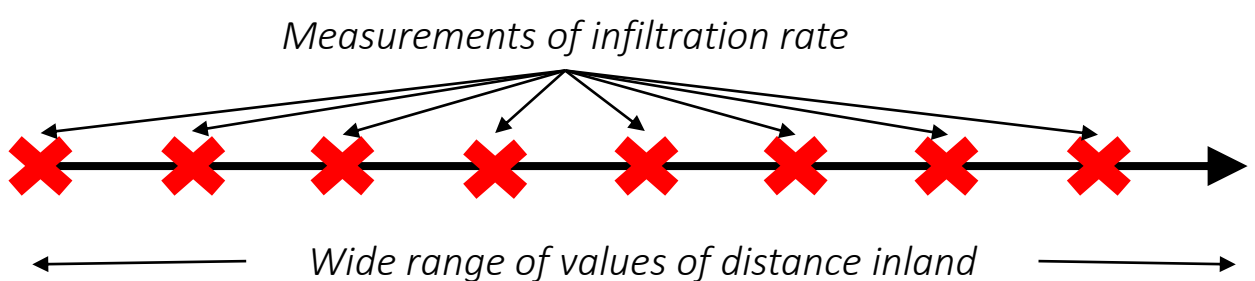 Measurements of infiltration rate
Wide range of values of distance inland